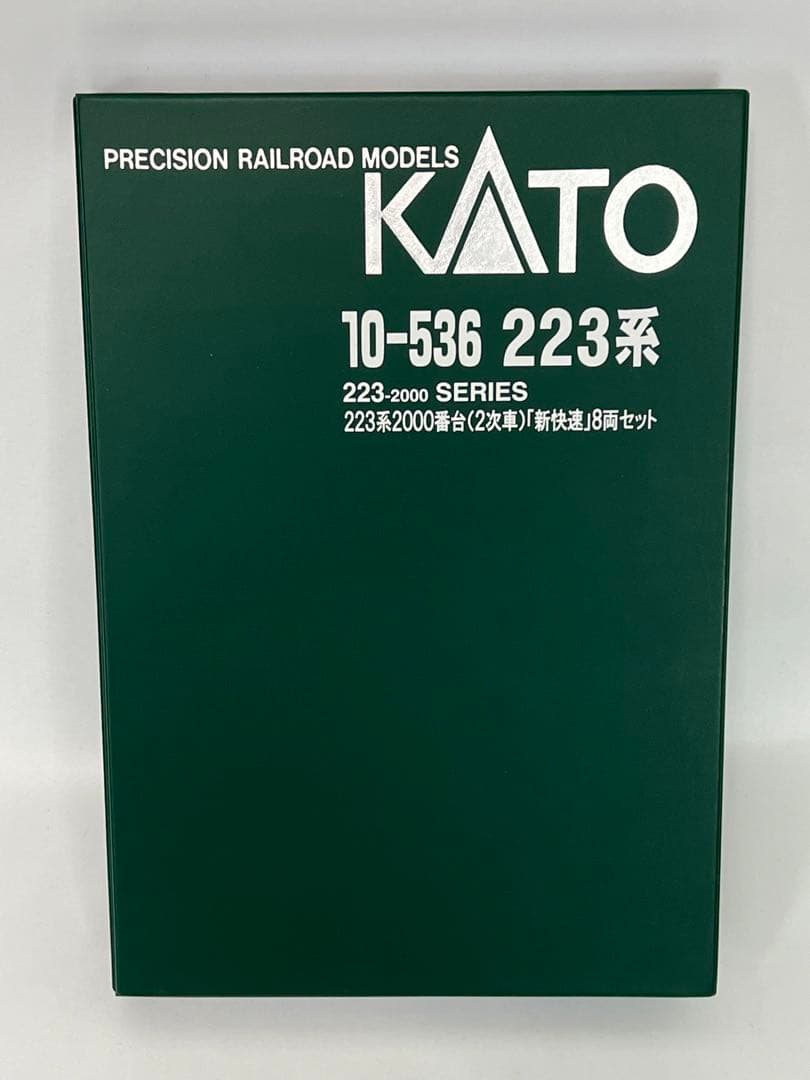 PRECISION RAILROAD MODELS
KATO
10-536 223系
223-2000 SERIES
223系2000番台(2次車)「新快速」8両セット